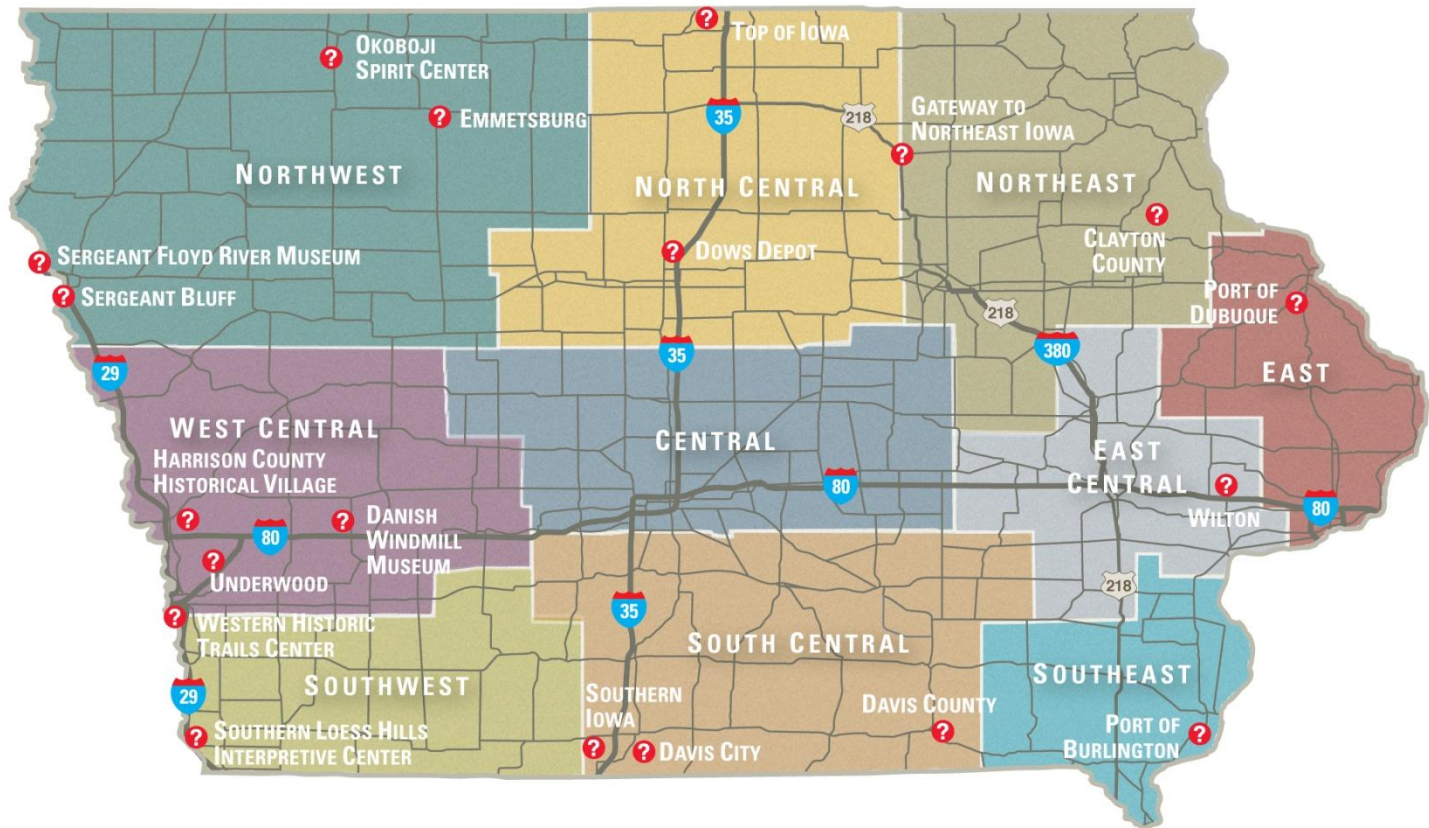 ?
TOP OF IOWA
?
OKOBOJI
SPIRIT CENTER
?
EMMETSBURG
35
218
GATEWAY TO
NORTHEAST IOWA
?
NORTHWEST
NORTH CENTRAL
NORTHEAST
?
CLAYTON
COUNTY
?
SERGEANT FLOYD RIVER MUSEUM
?
DOWS DEPOT
?
SERGEANT BLUFF
PORT OF
DUBUQUE
?
218
29
35
380
EAST
WEST CENTRAL
CENTRAL
EAST
CENTRAL
HARRISON COUNTY
HISTORICAL VILLAGE
?
?
DANISH
WINDMILL
MUSEUM
80
80
?
WILTON
80
?
UNDERWOOD
218
35
?
WESTERN HISTORIC
TRAILS CENTER
SOUTH CENTRAL
SOUTHWEST
SOUTHEAST
29
SOUTHERN
IOWA
?
DAVIS COUNTY
?
?
SOUTHERN LOESS HILLS
INTERPRETIVE CENTER
?
DAVIS CITY
PORT OF
BURLINGTON
?